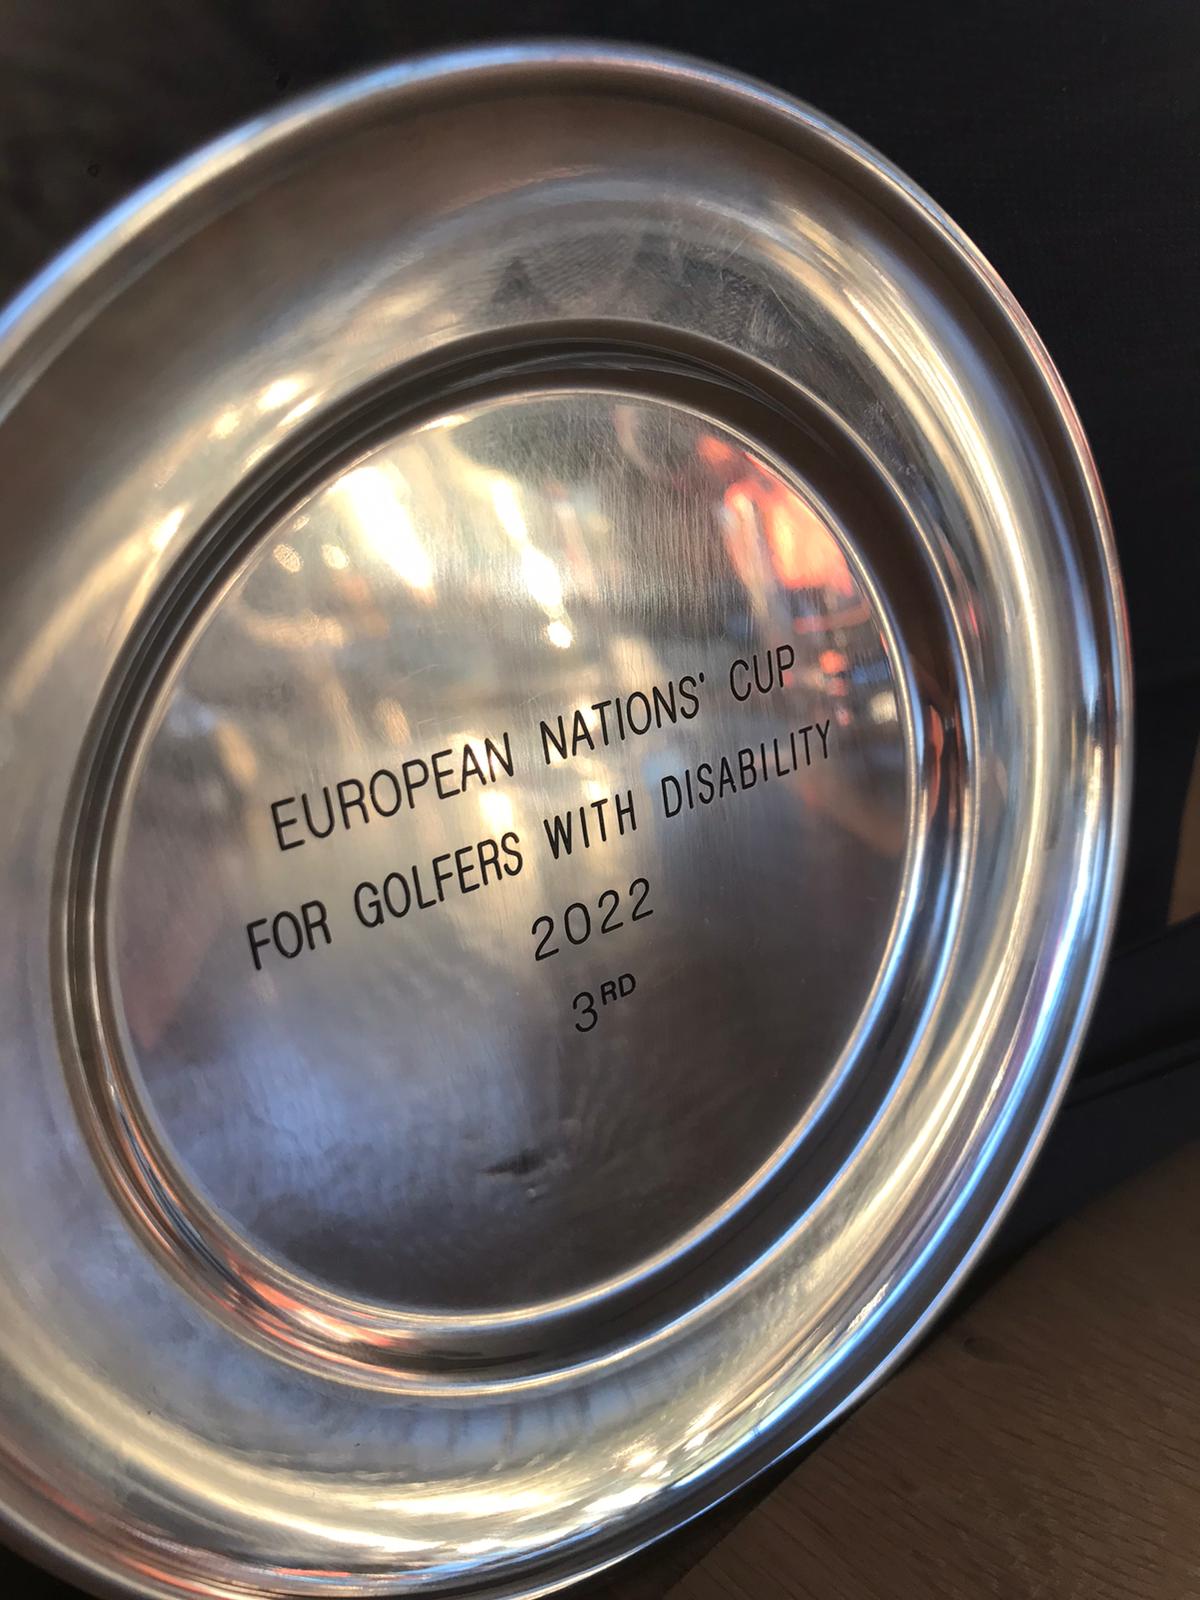 EUROPEAN NATIONS' CUP
FOR GOLFERS WITH DISABILITY
2022
3RD